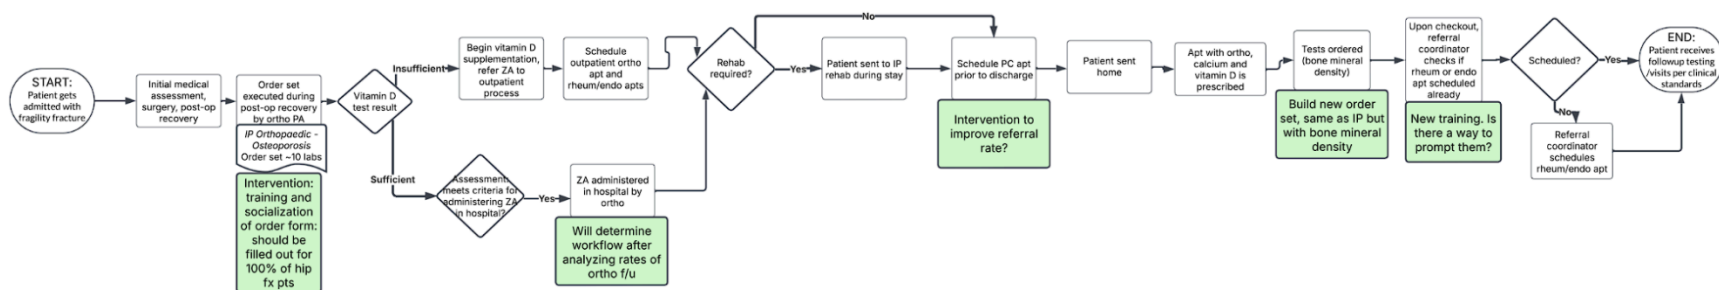 START:
Patient gets
admitted with
fragility fracture
Initial medical
assessment,
surgery, post-op
recovery
Order set
executed during
post-op recovery
by ortho PA
IP Orthopaedic -
Osteoporosis
Order set ~10 labs
Intervention:
training and
socialization
of order form:
should be
filled out for
100% of hip
fx pts
Vitamin D
test result
Insufficient
Begin vitamin D
supplementation,
refer ZA to
outpatient
process
Schedule
outpatient ortho
apt and
rheum/endo apts
Sufficient
Assessment:
meets criteria for
administering ZA
in hospital?
Yes
ZA administered
in hospital by
ortho
Will determine
workflow after
analyzing rates of
ortho f/u
Rehab
required?
No
Yes
Patient sent to IP
rehab during stay
Schedule PC apt
prior to discharge
Intervention to
improve referral
rate?
Patient sent
home
Apt with ortho,
calcium and
vitamin D is
prescribed
Tests ordered
(bone mineral
density)
Build new order
set, same as IP but
with bone mineral
density
Upon checkout,
referral
coordinator
checks if
rheum or endo
apt scheduled
already
New training. Is
there a way to
prompt them?
Scheduled?
Yes
No
Referral
coordinator
schedules
rheum/endo apt
END:
Patient receives
followup testing
/visits per clinical
standards